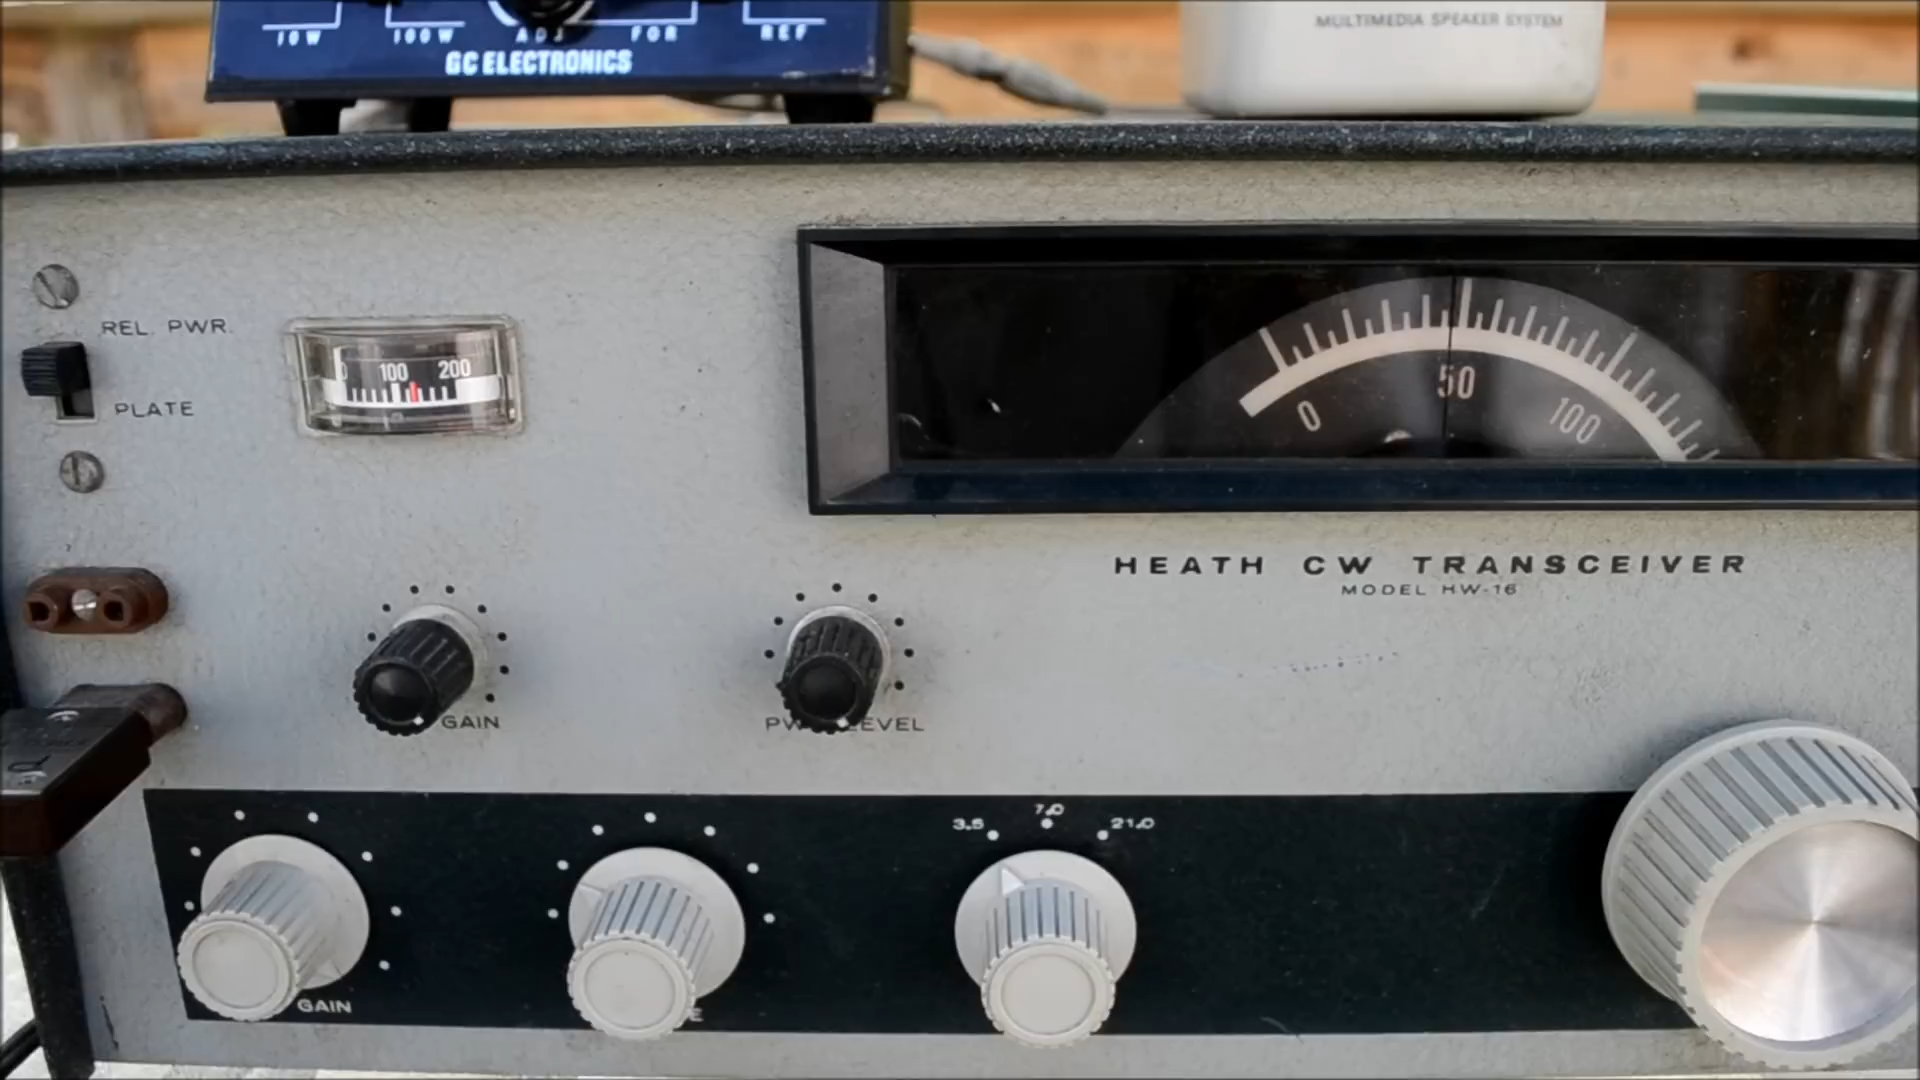 10W 100W ADJ FOR REF
GC ELECTRONICS
MULTIMEDIA SPEAKER SYSTEM
REL. PWR.
PLATE
0 100 200
0 50 100
HEATH CW TRANSCEIVER
MODEL HW-16
GAIN
LEVEL
3.5 7.0 21.0
GAIN